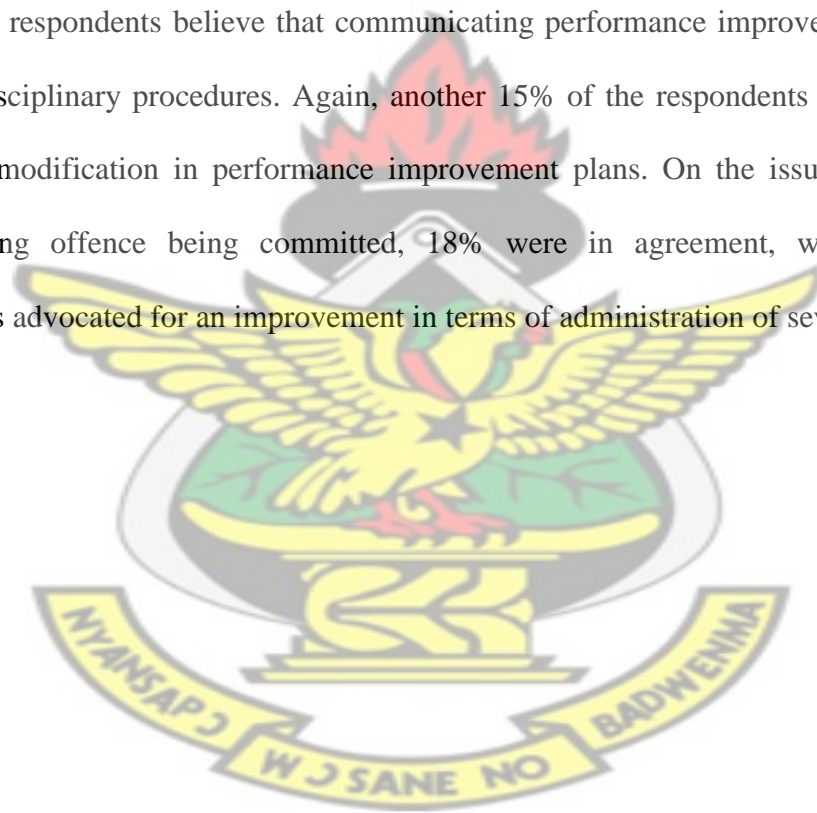 respondents believe that communicating performance improve
sciplinary procedures. Again, another 15% of the respondents
modification in performance improvement plans. On the issu
ng offence being committed, 18% were in agreement, w
s advocated for an improvement in terms of administration of sev
NYANSAPƆ
WƆSANE NO
BADWENMA